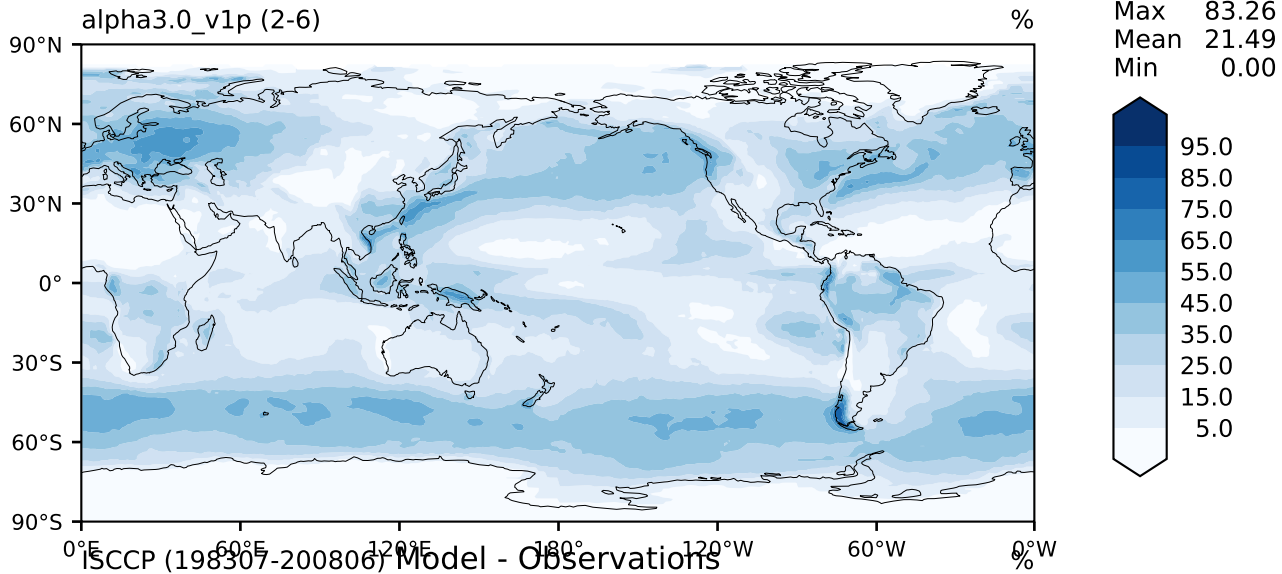 alpha3.0_v1p (2-6) %
Max 83.26
Mean 21.49
Min 0.00
90°N
60°N
30°N
0°
30°S
60°S
90°S
95.0
85.0
75.0
65.0
55.0
45.0
35.0
25.0
15.0
5.0
0°E 60°E 120°E 180° 120°W 60°W 0°W
ISCCP (198307-200806) Model - Observations %